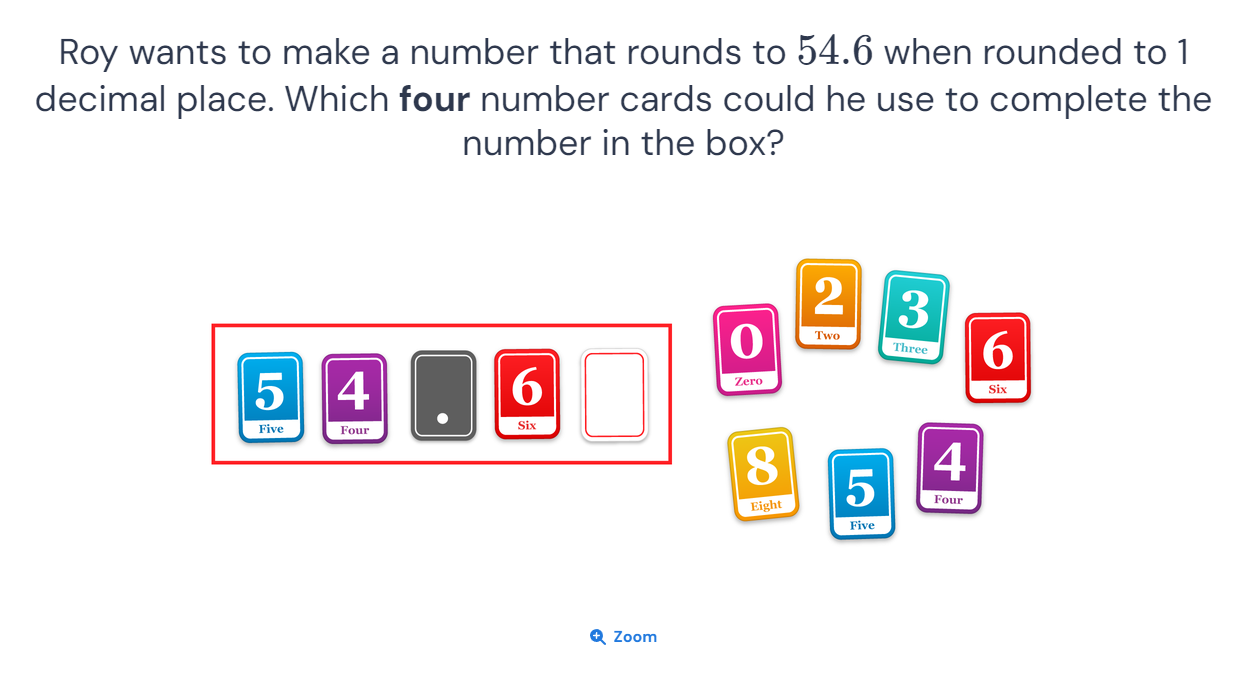 Roy wants to make a number that rounds to 54.6 when rounded to 1
decimal place. Which four number cards could he use to complete the
number in the box?
2
Two
3
Three
0
Zero
6
Six
5
Five
4
Four
.
6
Six
8
Eight
5
Five
4
Four
Zoom